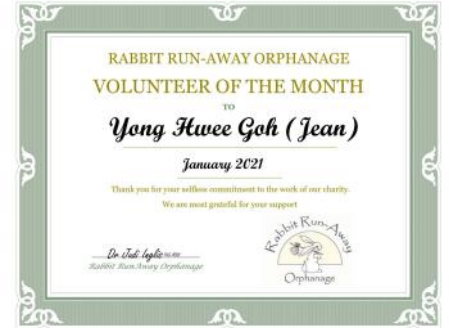 RABBIT RUN-AWAY ORPHANAGE
VOLUNTEER OF THE MONTH
TO
Yong Hwee Goh (Jean)
January 2021
Thank you for your selfless commitment to the work of our charity.
We are most grateful for your support
Dr Judi
Rabbit Run Away Orphanage
Rabbit Run-Away
Orphanage